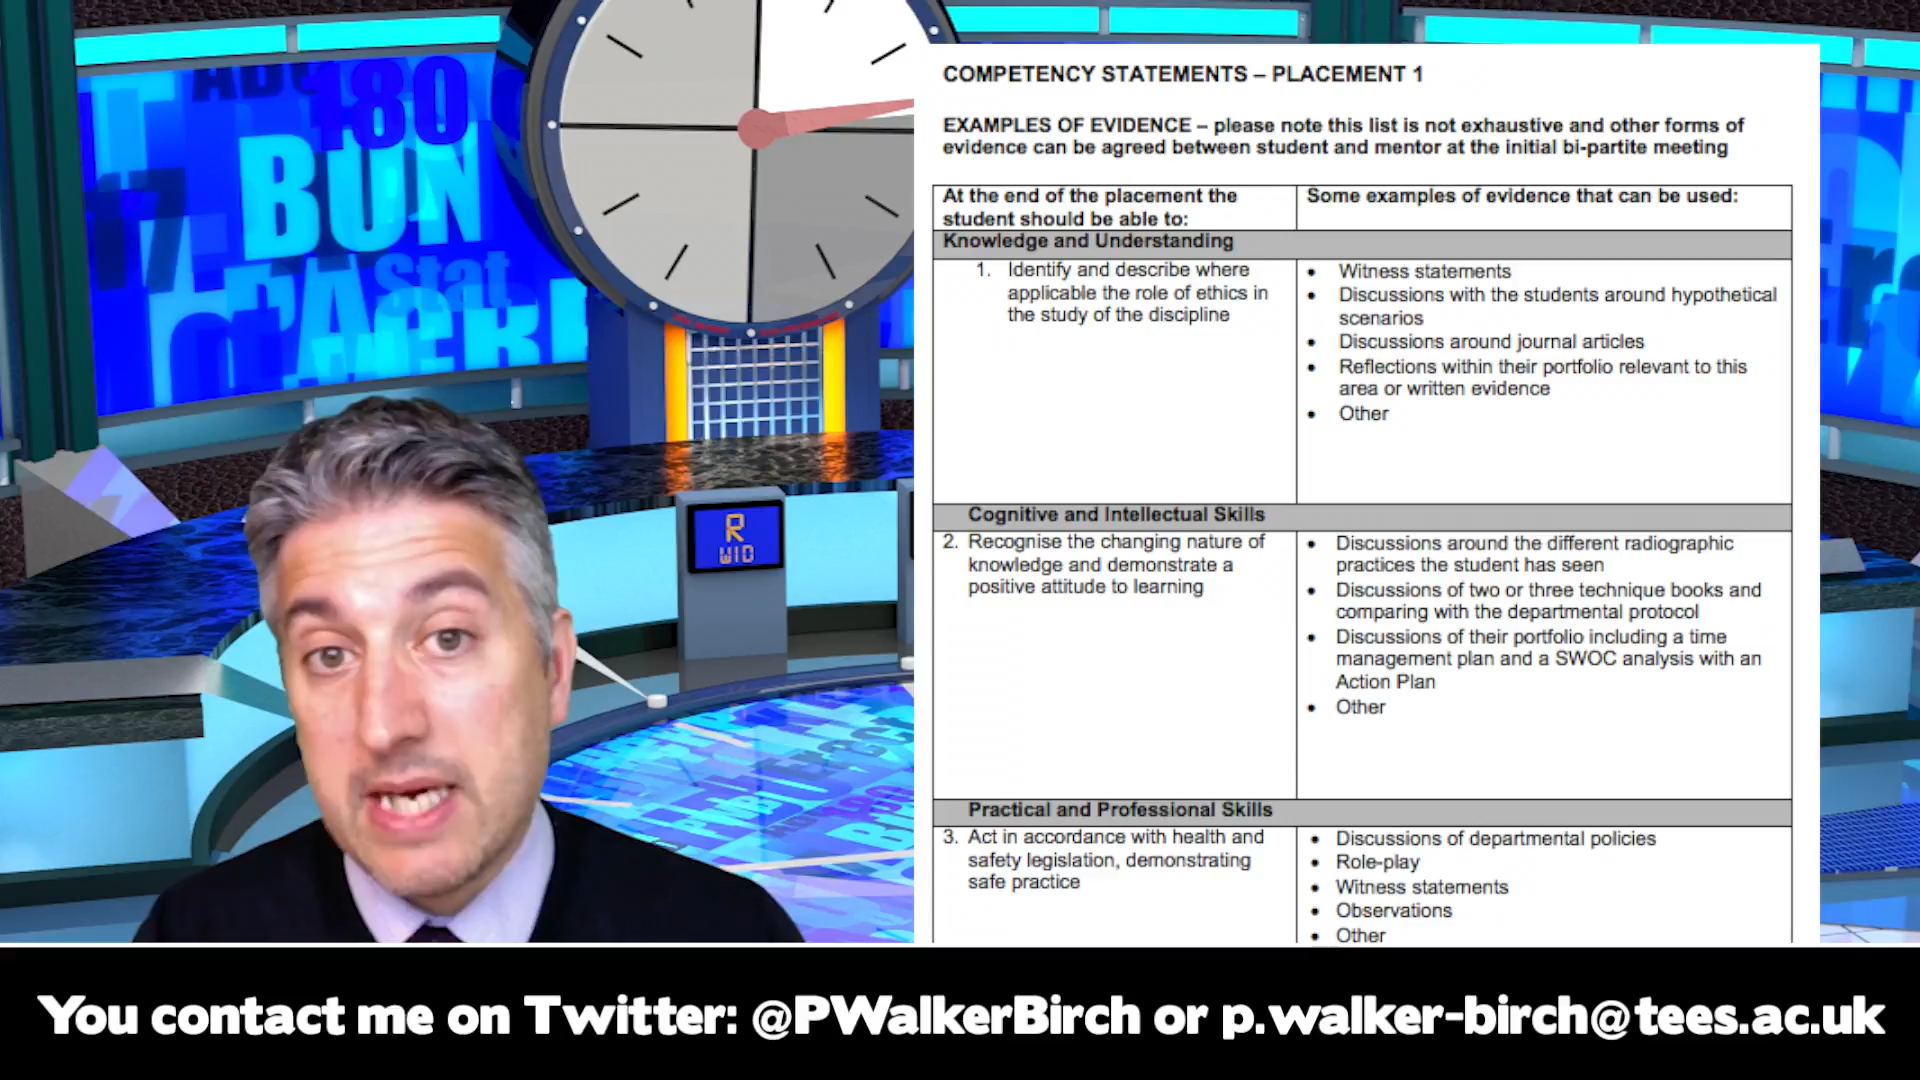 180
BUN
Stat
R
W10
COMPETENCY STATEMENTS – PLACEMENT 1
EXAMPLES OF EVIDENCE – please note this list is not exhaustive and other forms of
evidence can be agreed between student and mentor at the initial bi-partite meeting
At the end of the placement the
student should be able to:
Some examples of evidence that can be used:
Knowledge and Understanding
1. Identify and describe where
applicable the role of ethics in
the study of the discipline
• Witness statements
• Discussions with the students around hypothetical
scenarios
• Discussions around journal articles
• Reflections within their portfolio relevant to this
area or written evidence
• Other
Cognitive and Intellectual Skills
2. Recognise the changing nature of
knowledge and demonstrate a
positive attitude to learning
• Discussions around the different radiographic
practices the student has seen
• Discussions of two or three technique books and
comparing with the departmental protocol
• Discussions of their portfolio including a time
management plan and a SWOC analysis with an
Action Plan
• Other
Practical and Professional Skills
3. Act in accordance with health and
safety legislation, demonstrating
safe practice
• Discussions of departmental policies
• Role-play
• Witness statements
• Observations
• Other
You contact me on Twitter: @PWalkerBirch or p.walker-birch@tees.ac.uk